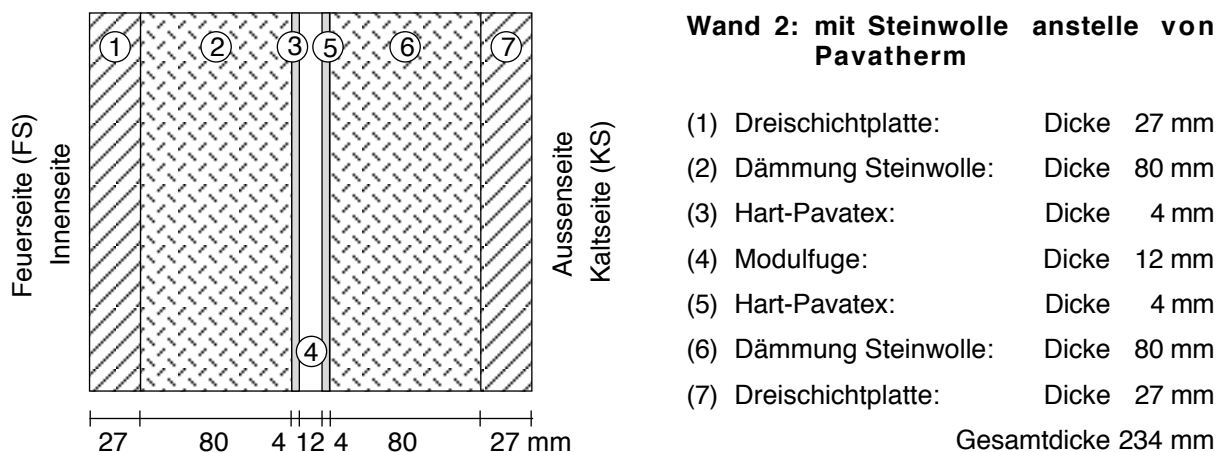 Feuerseite (FS)
Innenseite
1 2 3 5 6 7
4
27 80 4 12 4 80 27 mm
Aussenseite
Kaltseite (KS)
Wand 2: mit Steinwolle anstelle von
Pavatherm
(1) Dreischichtplatte: Dicke 27 mm
(2) Dämmung Steinwolle: Dicke 80 mm
(3) Hart-Pavatex: Dicke 4 mm
(4) Modulfuge: Dicke 12 mm
(5) Hart-Pavatex: Dicke 4 mm
(6) Dämmung Steinwolle: Dicke 80 mm
(7) Dreischichtplatte: Dicke 27 mm
Gesamtdicke 234 mm